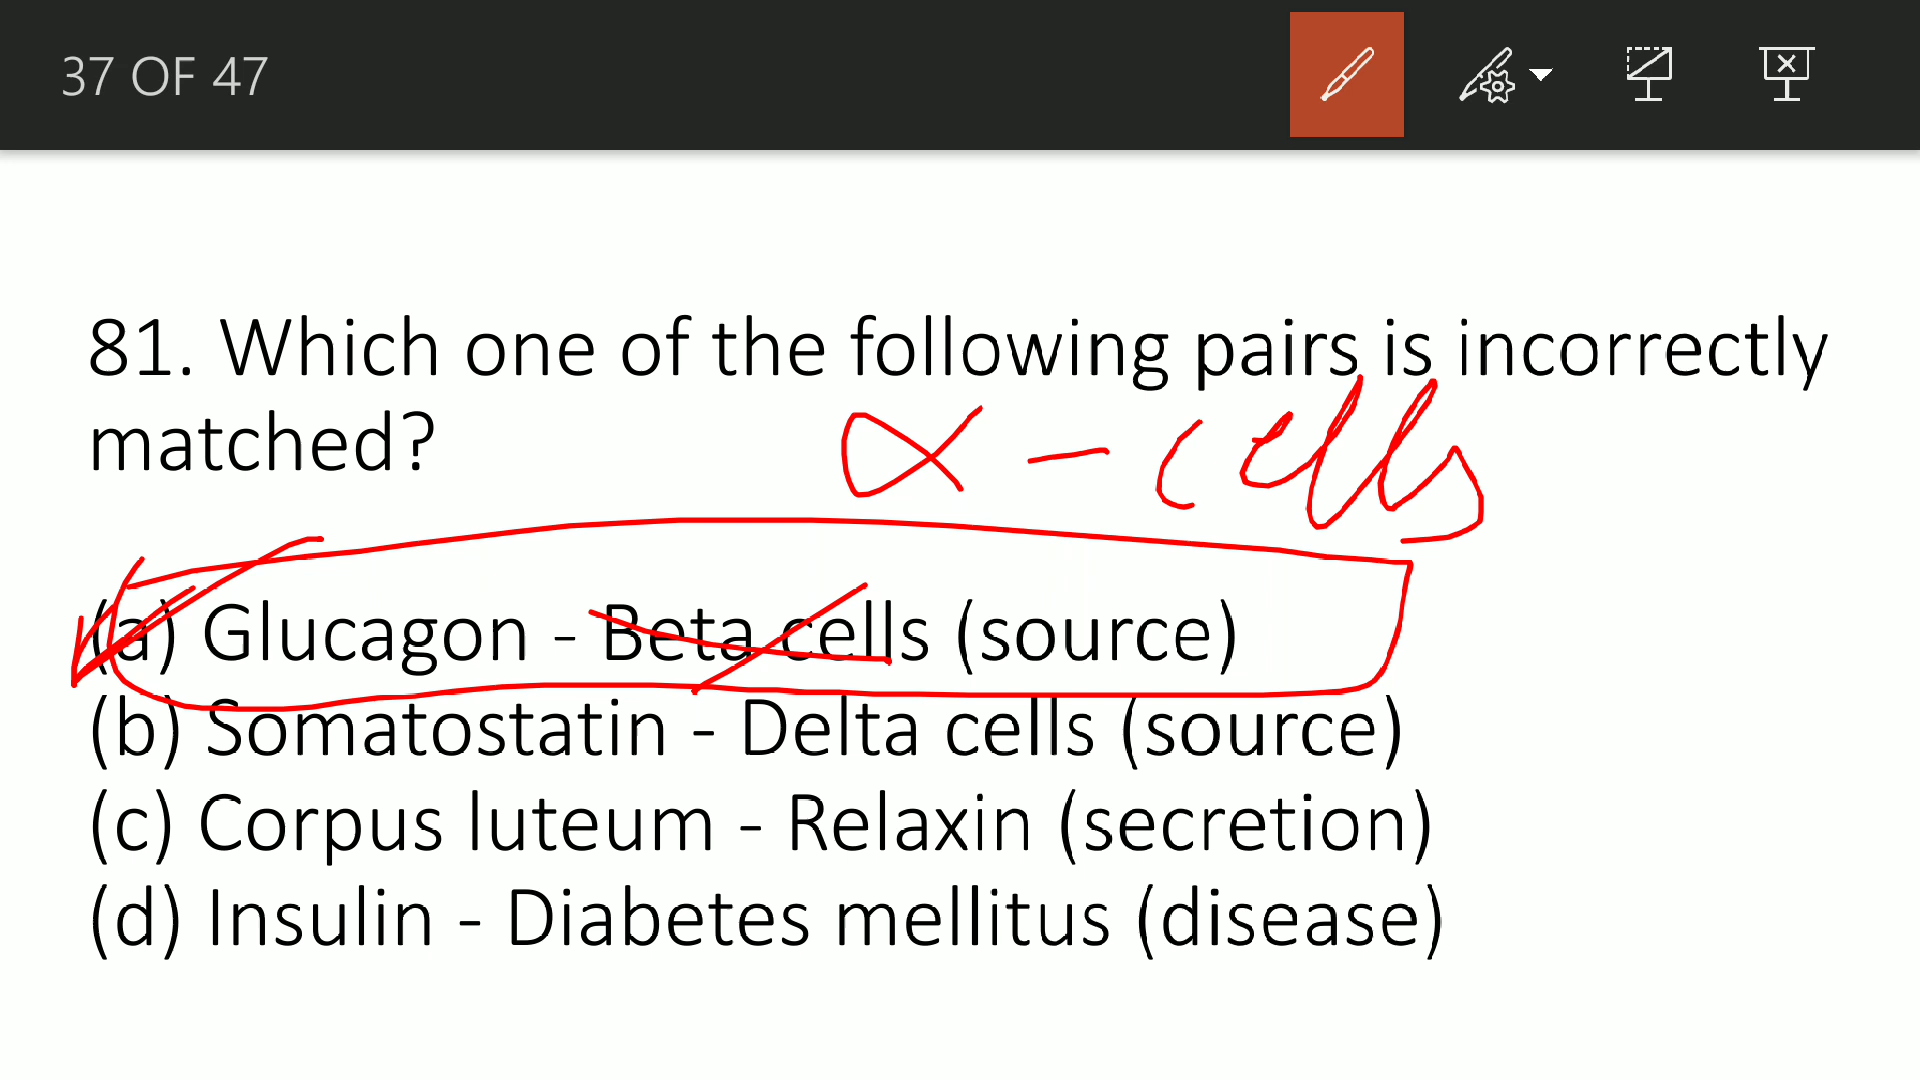 37 OF 47
81. Which one of the following pairs is incorrectly
matched?
α - cells
(a) Glucagon - Beta cells (source)
(b) Somatostatin - Delta cells (source)
(c) Corpus luteum - Relaxin (secretion)
(d) Insulin - Diabetes mellitus (disease)